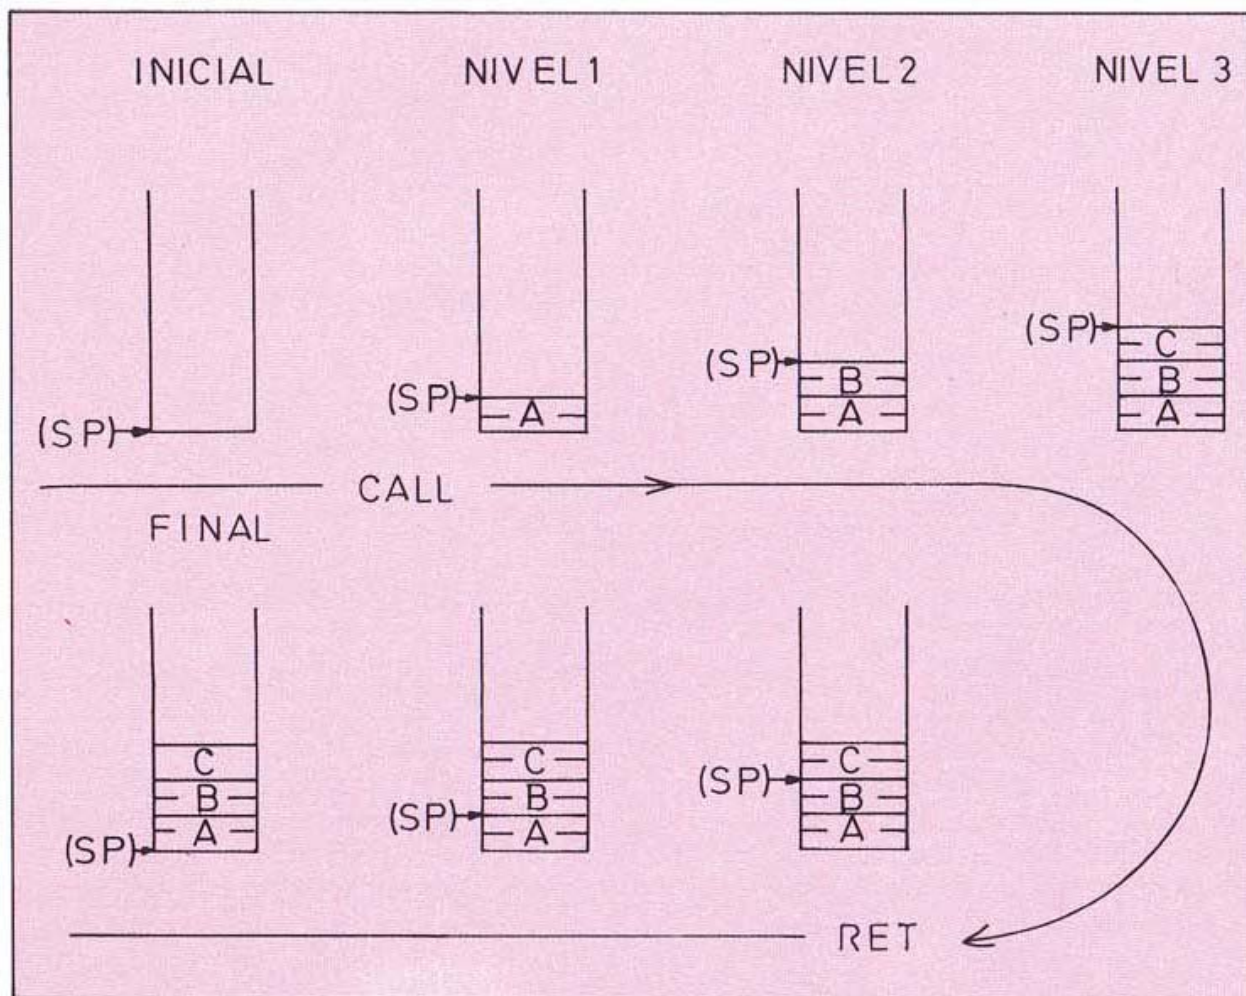 INICIAL NIVEL 1 NIVEL 2 NIVEL 3
(SP) C
(SP) B B
(SP) A A A
(SP)
CALL
FINAL
C C (SP) C
B (SP) B B
(SP) A A A
RET